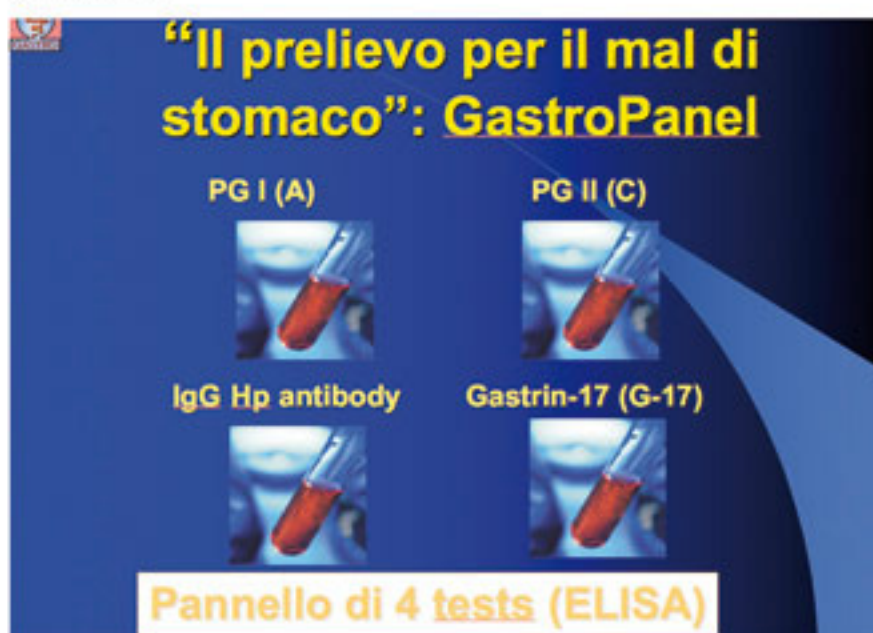 “Il prelievo per il mal di
stomaco”: GastroPanel
PG I (A)
PG II (C)
IgG Hp antibody
Gastrin-17 (G-17)
Pannello di 4 tests (ELISA)